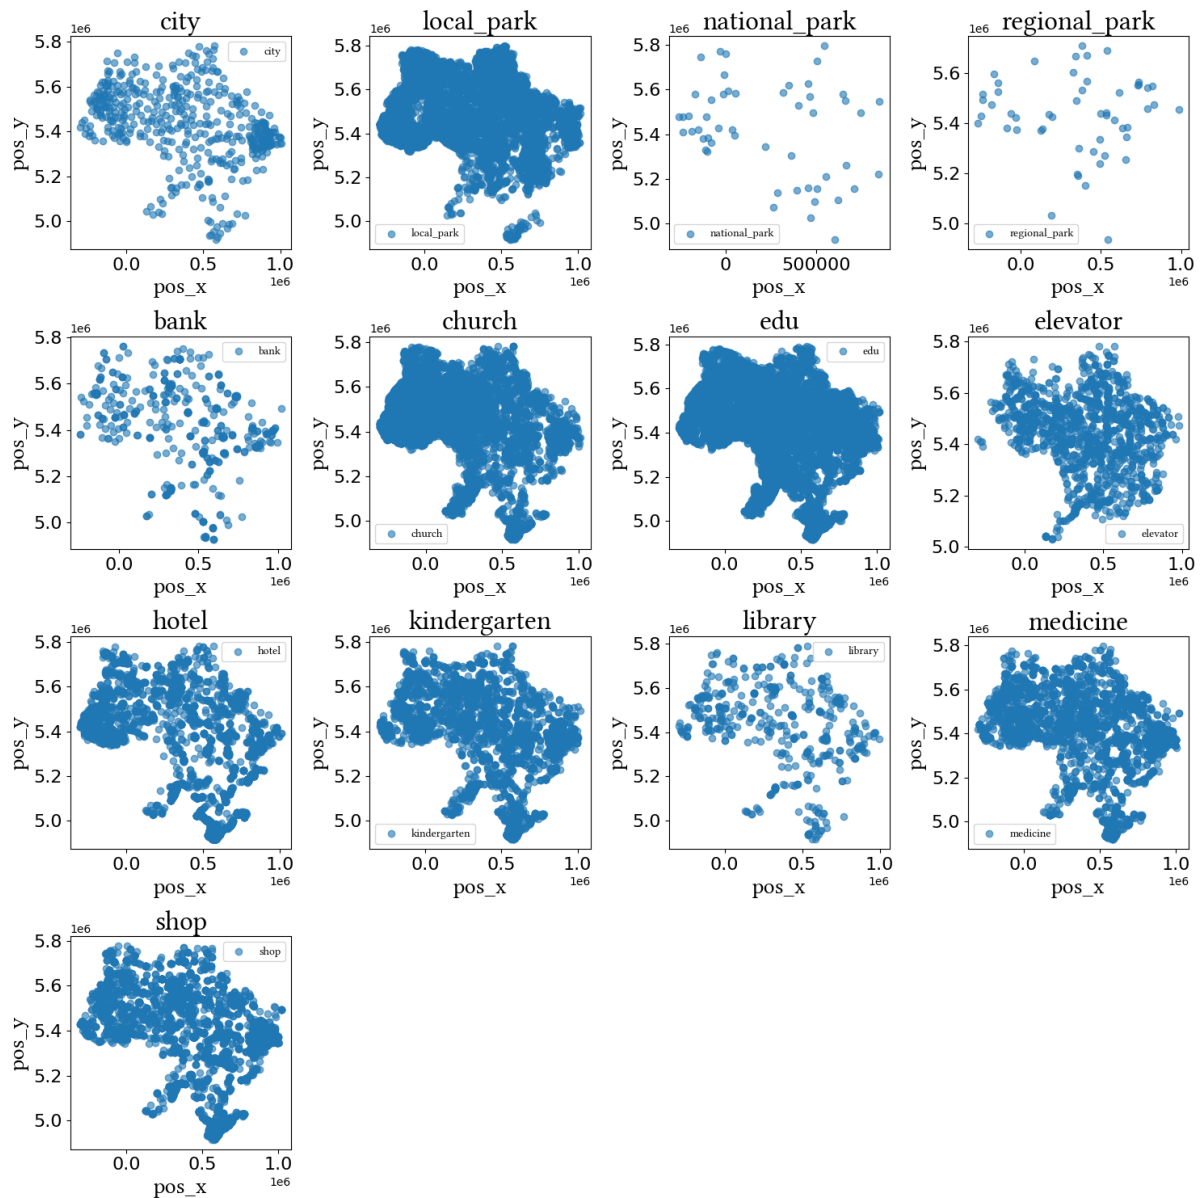 city
local_park
national_park
regional_park
1e6
1e6
1e6
1e6
5.8
5.6
5.4
5.2
5.0
pos_y
city
0.0
0.5
1.0
1e6
pos_x
5.8
5.6
5.4
5.2
5.0
pos_y
local_park
0.0
0.5
1.0
1e6
pos_x
5.8
5.6
5.4
5.2
5.0
pos_y
national_park
0
500000
pos_x
5.6
5.4
5.2
5.0
pos_y
regional_park
0.0
0.5
1.0
1e6
pos_x
bank
church
edu
elevator
1e6
1e6
1e6
1e6
5.8
5.6
5.4
5.2
5.0
pos_y
bank
0.0
0.5
1.0
1e6
pos_x
5.8
5.6
5.4
5.2
5.0
pos_y
church
0.0
0.5
1.0
1e6
pos_x
5.8
5.6
5.4
5.2
5.0
pos_y
edu
0.0
0.5
1.0
1e6
pos_x
5.8
5.6
5.4
5.2
5.0
pos_y
elevator
0.0
0.5
1.0
1e6
pos_x
hotel
kindergarten
library
medicine
1e6
1e6
1e6
1e6
5.8
5.6
5.4
5.2
5.0
pos_y
hotel
0.0
0.5
1.0
1e6
pos_x
5.8
5.6
5.4
5.2
5.0
pos_y
kindergarten
0.0
0.5
1.0
1e6
pos_x
5.8
5.6
5.4
5.2
5.0
pos_y
library
0.0
0.5
1.0
1e6
pos_x
5.8
5.6
5.4
5.2
5.0
pos_y
medicine
0.0
0.5
1.0
1e6
pos_x
shop
1e6
5.8
5.6
5.4
5.2
5.0
pos_y
shop
0.0
0.5
1.0
1e6
pos_x